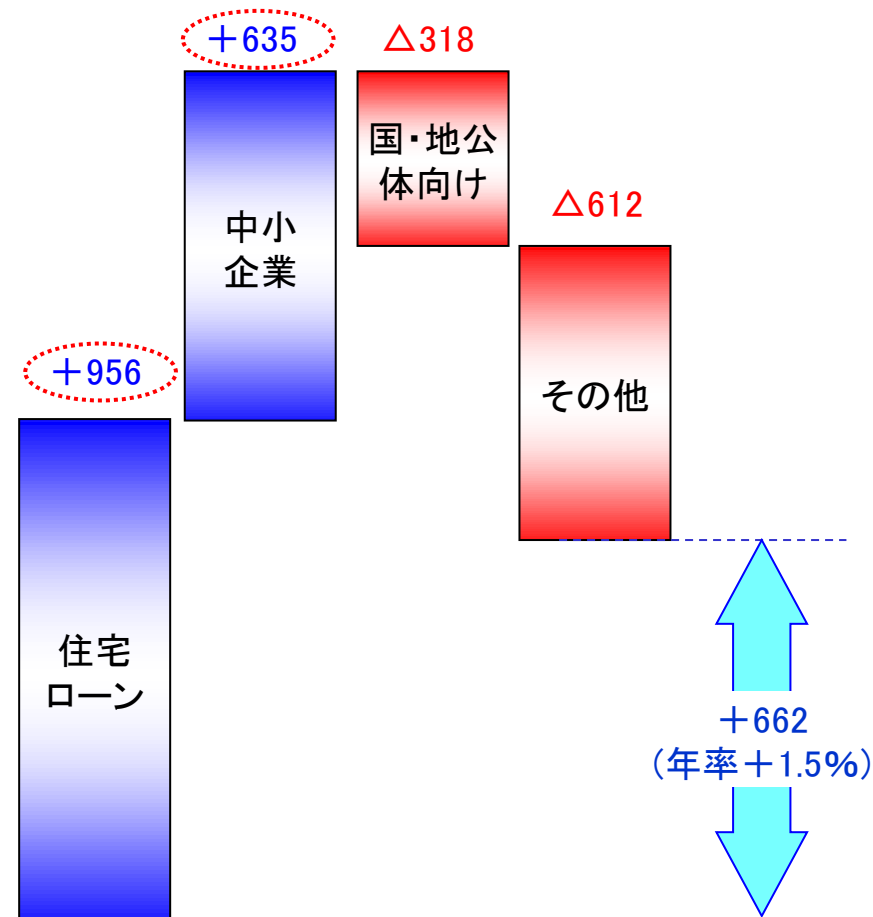 ＋635
△318
国・地公
体向け
△612
中小
企業
＋956
その他
住宅
ローン
＋662
（年率＋1.5%）